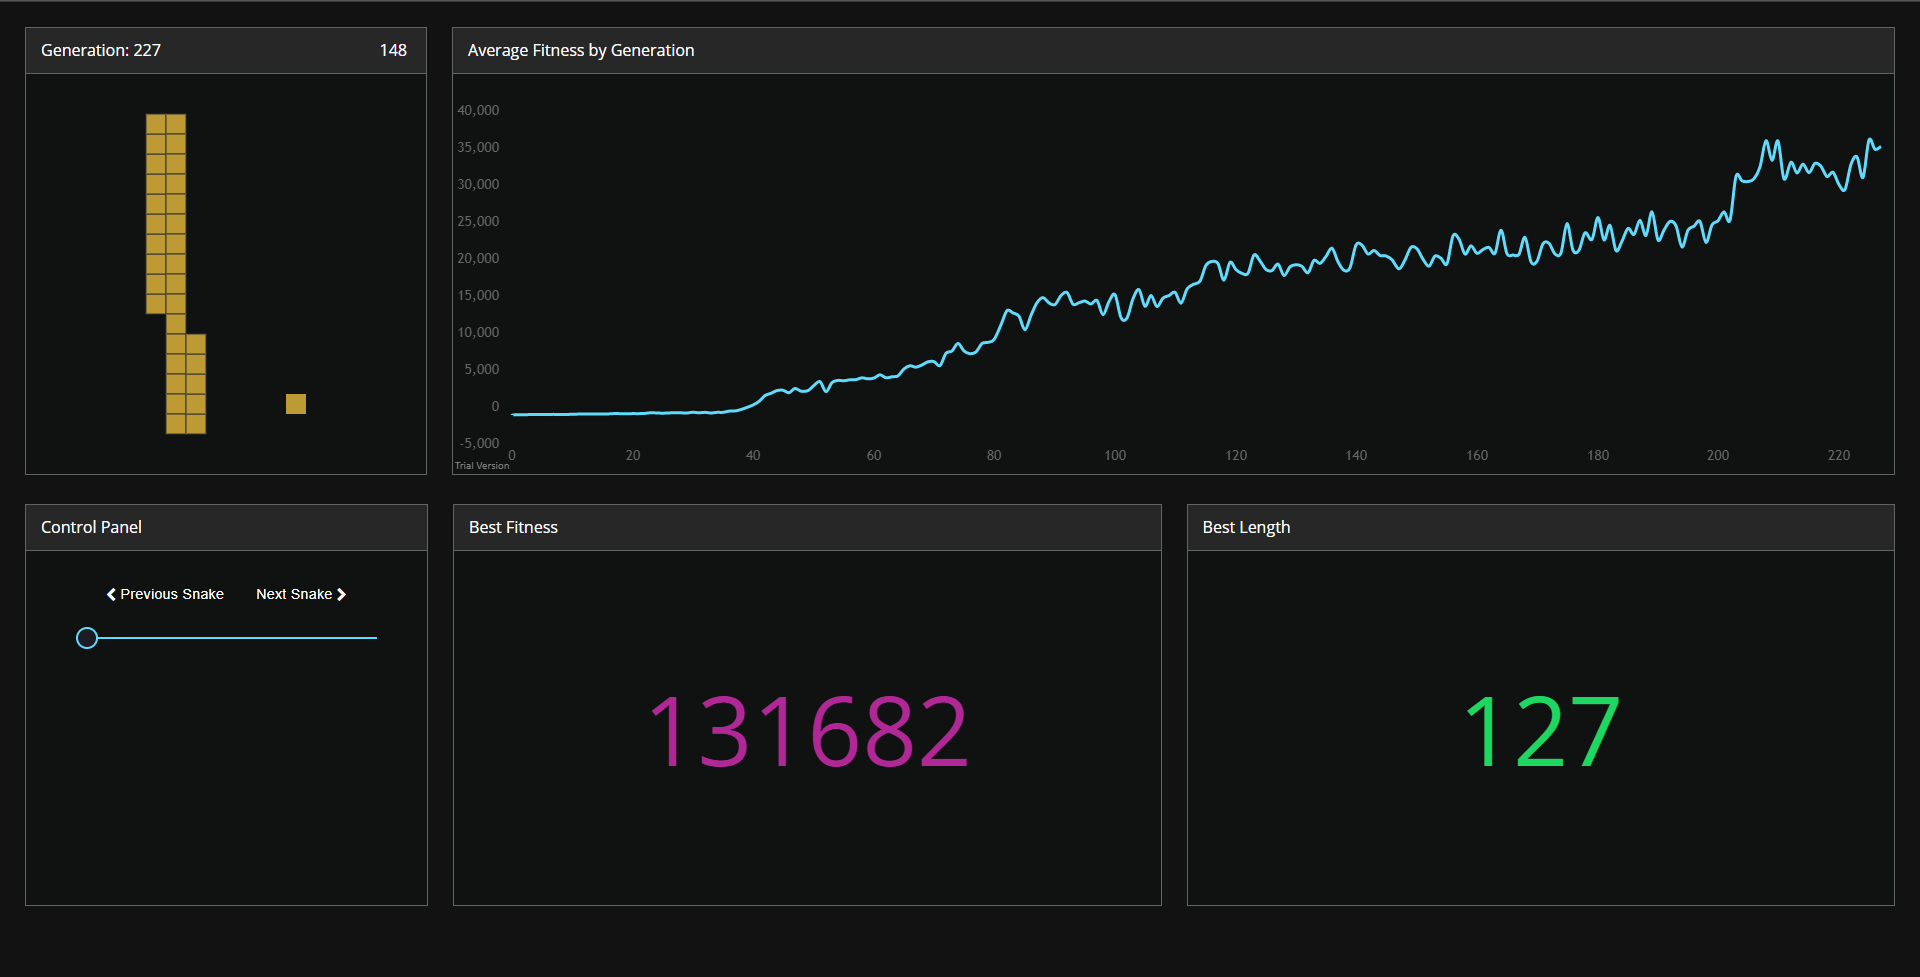 Generation: 227 148
Average Fitness by Generation
40,000
35,000
30,000
25,000
20,000
15,000
10,000
5,000
0
-5,000
0 20 40 60 80 100 120 140 160 180 200 220
Trial Version
Control Panel
Previous Snake Next Snake
Best Fitness
131682
Best Length
127